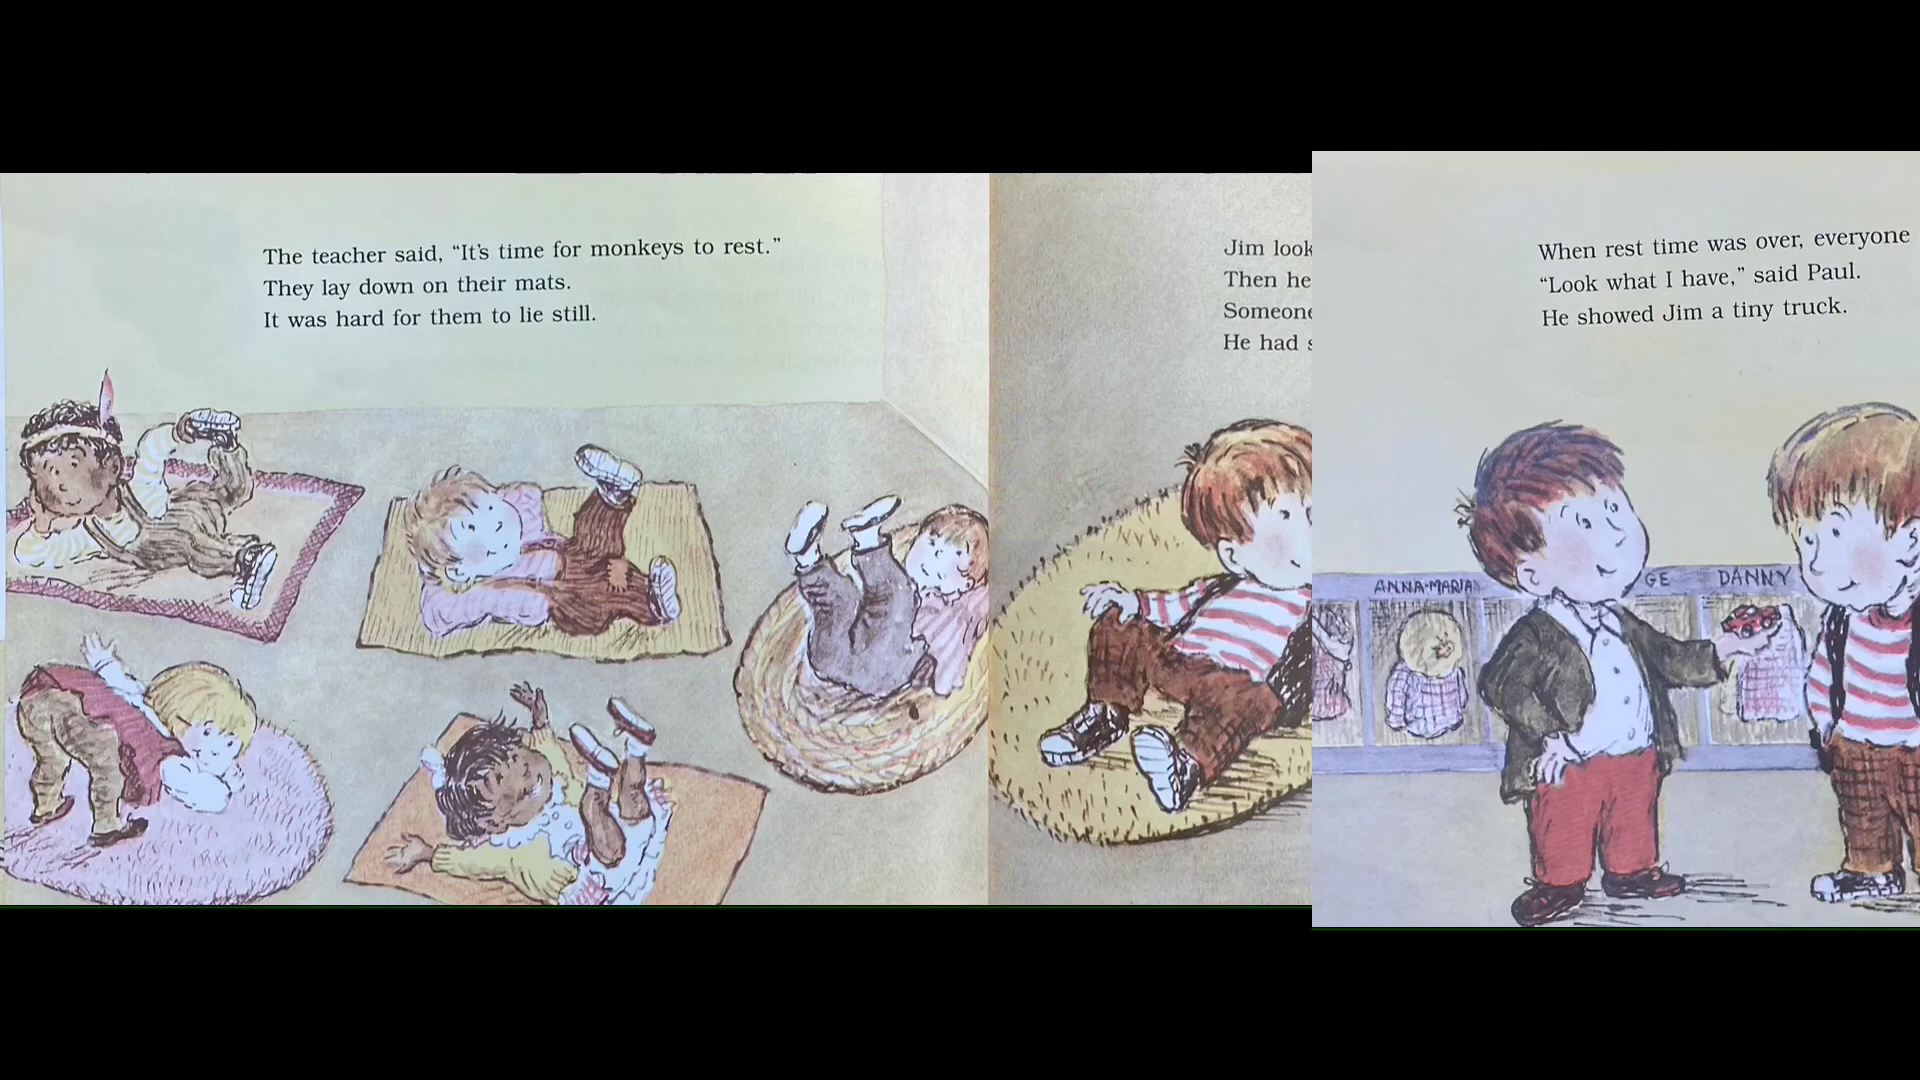 The teacher said, “It’s time for monkeys to rest.”
They lay down on their mats.
It was hard for them to lie still.
Jim look
Then he
Someone
He had s
When rest time was over, everyone
“Look what I have,” said Paul.
He showed Jim a tiny truck.
ANNA-MARIA
GE
DANNY